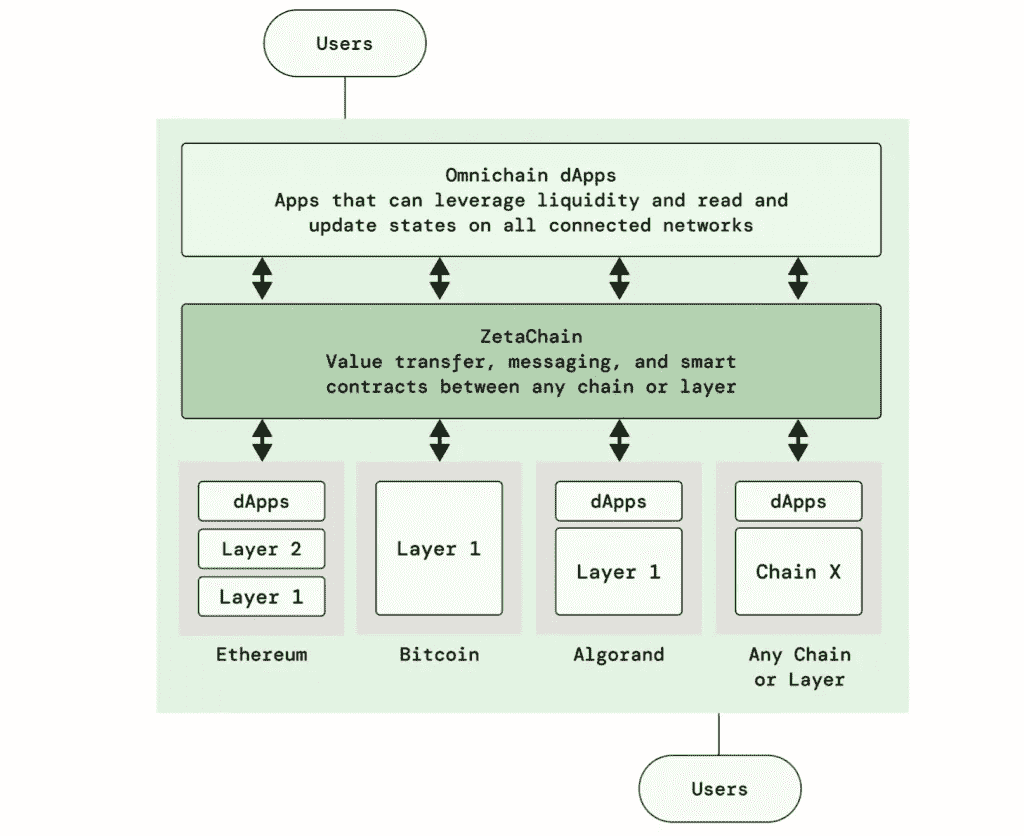 Users
Omnichain dApps
Apps that can leverage liquidity and read and
update states on all connected networks
ZetaChain
Value transfer, messaging, and smart
contracts between any chain or layer
dApps
Layer 2
Layer 1
Ethereum
Layer 1
Bitcoin
dApps
Layer 1
Algorand
dApps
Chain X
Any Chain
or Layer
Users